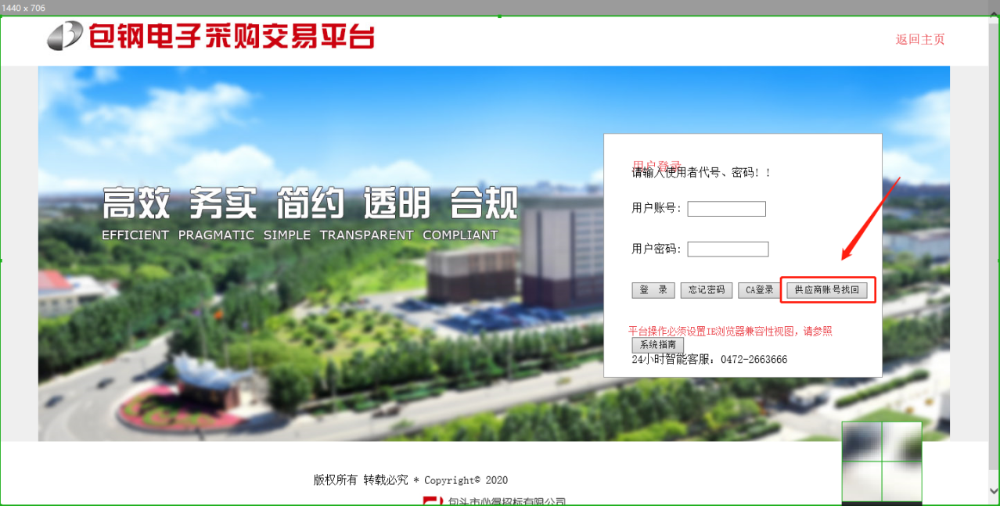 1440 x 706
包钢电子采购交易平台
返回主页
用户登录
请输入使用者代号、密码！！
高效 务实 简约 透明 合规
EFFICIENT PRAGMATIC SIMPLE TRANSPARENT COMPLIANT
用户账号：
用户密码：
登 录 忘记密码 CA登录 供应商账号找回
平台操作必须设置IE浏览器兼容性视图，请参照
系统指南
24小时智能客服：0472-2663666
版权所有 转载必究 * Copyright© 2020
包头市必得招标有限公司